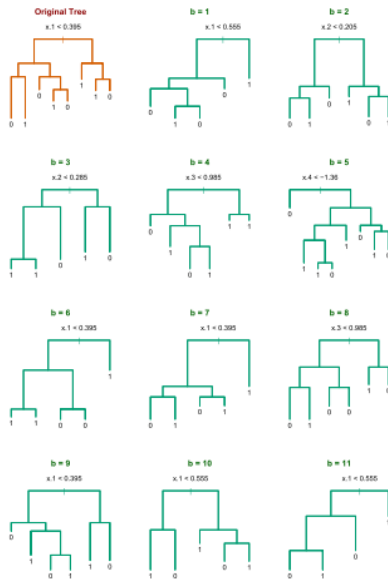 Original Tree
x.1 < 0.395
0 1 0 1 0 1 1 0
b = 1
x.1 < 0.555
0 1 0 0 1
b = 2
x.2 < 0.205
0 1 0 1 0 1
b = 3
x.2 < 0.285
1 1 0 1 0
b = 4
x.3 < 0.985
0 1 0 1 1 1
b = 5
x.4 < −1.36
0 1 1 0 1 0 1 0
b = 6
x.1 < 0.395
1 1 0 0 1
b = 7
x.1 < 0.395
0 1 0 1 1
b = 8
x.3 < 0.985
0 1 0 0 1 0
b = 9
x.1 < 0.395
0 1 0 1 1 0
b = 10
x.1 < 0.555
1 0 1 0 1
b = 11
x.1 < 0.555
0 1 0 1